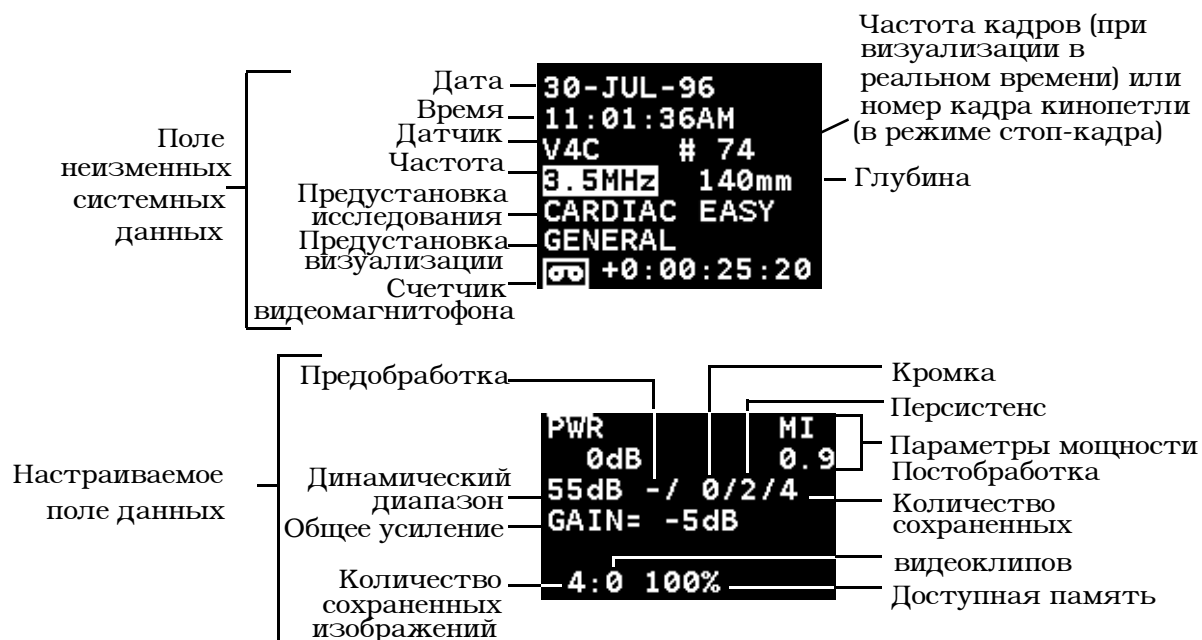 Частота кадров (при
визуализации в
реальном времени) или
номер кадра кинопетли
(в режиме стоп-кадра)
Глубина
Поле
неизменных
системных
данных
Дата
Время
Датчик
Частота
Предустановка
исследования
Предустановка
визуализации
Счетчик
видеомагнитофона
30-JUL-96
11:01:36AM
V4C # 74
3.5MHz 140mm
CARDIAC EASY
GENERAL
+0:00:25:20
Настраиваемое
поле данных
Предобработка
Динамический
диапазон
Общее усиление
Количество
сохраненных
изображений
PWR MI
0dB 0.9
55dB -/ 0/2/4
GAIN= -5dB
4:0 100%
Кромка
Персистенс
Параметры мощности
Постобработка
Количество
сохраненных
видеоклипов
Доступная память